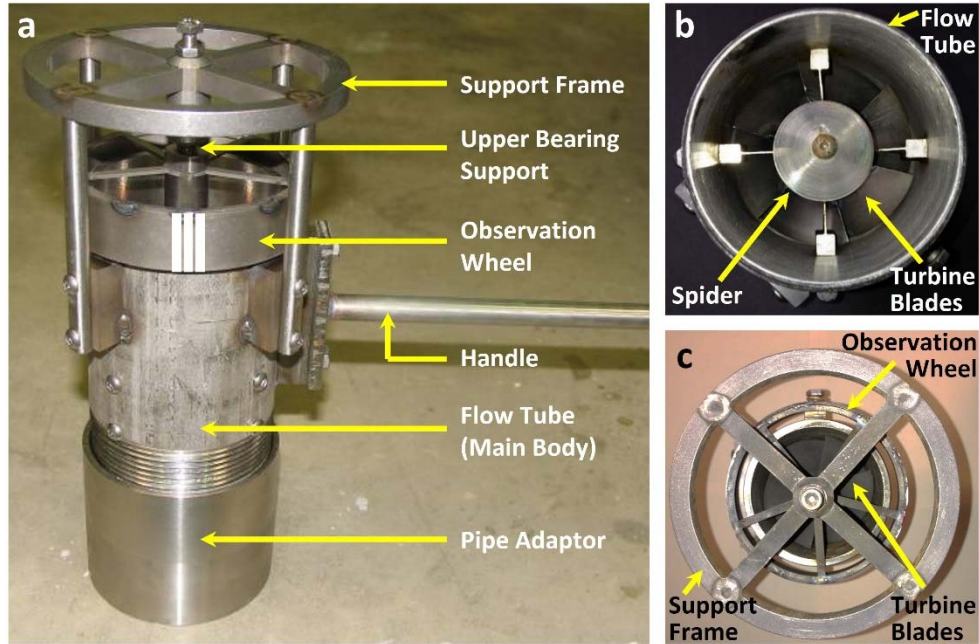 a
Support Frame
Upper Bearing
Support
Observation
Wheel
Handle
Flow Tube
(Main Body)
Pipe Adaptor
b
Flow
Tube
Spider
Turbine
Blades
c
Observation
Wheel
Support
Frame
Turbine
Blades